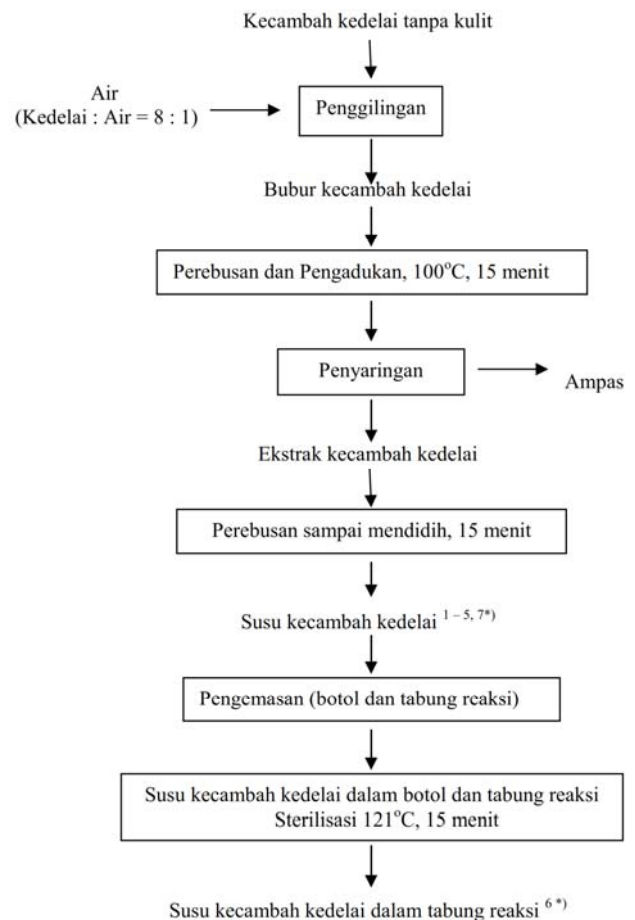 Kecambah kedelai tanpa kulit
Air
(Kedelai : Air = 8 : 1)
Penggilingan
Bubur kecambah kedelai
Perebusan dan Pengadukan, 100°C, 15 menit
Penyaringan
Ampas
Ekstrak kecambah kedelai
Perebusan sampai mendidih, 15 menit
Susu kecambah kedelai 1 – 5, 7*)
Pengemasan (botol dan tabung reaksi)
Susu kecambah kedelai dalam botol dan tabung reaksi
Sterilisasi 121°C, 15 menit
Susu kecambah kedelai dalam tabung reaksi 6 *)